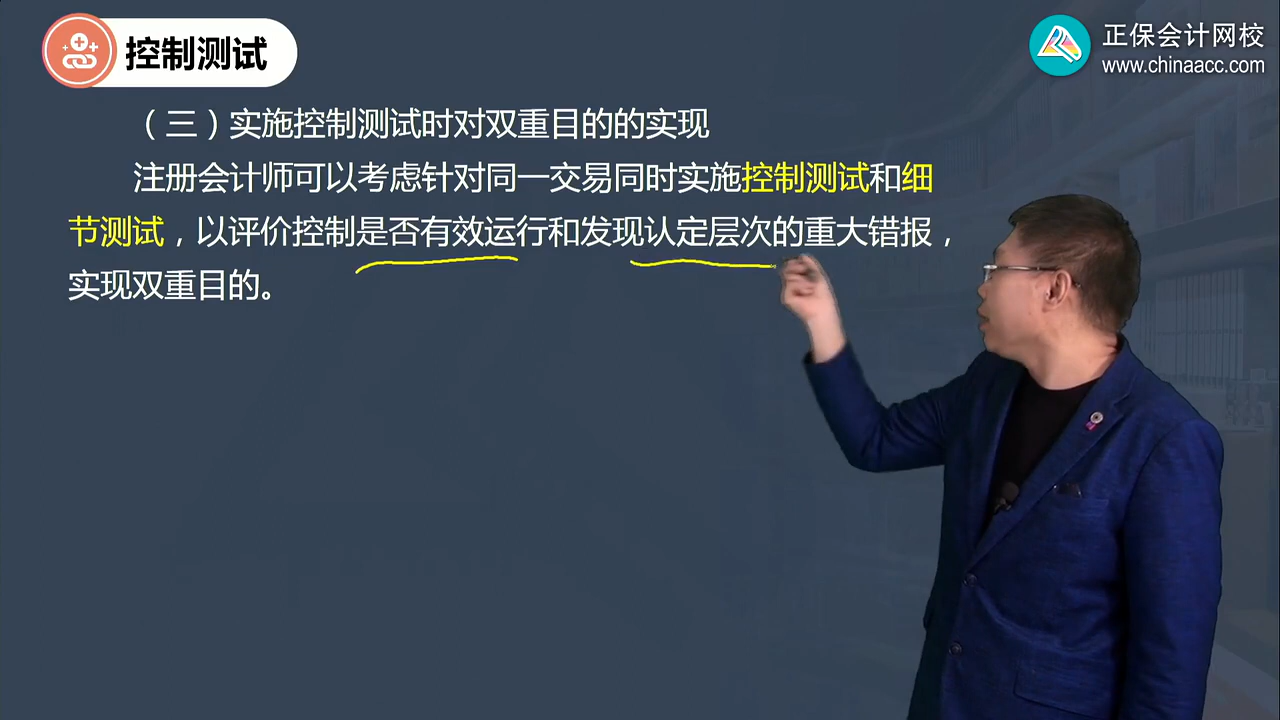 控制测试
正保会计网校
www.chinaacc.com
（三）实施控制测试时对双重目的的实现
注册会计师可以考虑针对同一交易同时实施控制测试和细
节测试，以评价控制是否有效运行和发现认定层次的重大错报，
实现双重目的。